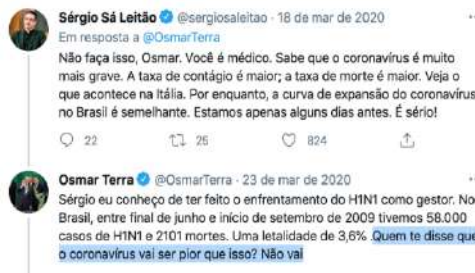 Sérgio Sá Leitão @sergiosaleitao · 18 de mar de 2020
Em resposta a @OsmarTerra
Não faça isso, Osmar. Você é médico. Sabe que o coronavírus é muito
mais grave. A taxa de contágio é maior; a taxa de morte é maior. Veja o
que acontece na Itália. Por enquanto, a curva de expansão do coronavírus
no Brasil é semelhante. Estamos apenas alguns dias antes. É sério!
22 25 824
Osmar Terra @OsmarTerra · 23 de mar de 2020
Sérgio eu conheço de ter feito o enfrentamento do H1N1 como gestor. No
Brasil, entre final de junho e início de setembro de 2009 tivemos 58.000
casos de H1N1 e 2101 mortes. Uma letalidade de 3,6% .Quem te disse que
o coronavírus vai ser pior que isso? Não vai